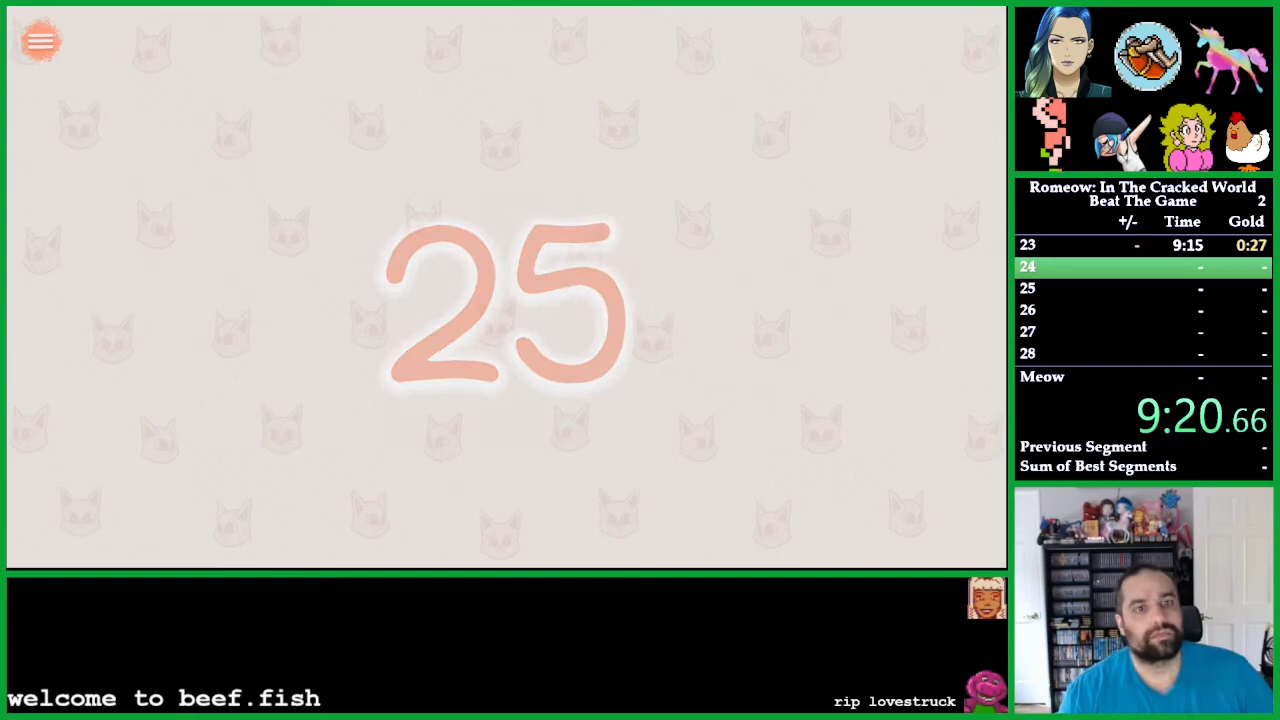 25
Romeow: In The Cracked World
Beat The Game 2
+/- Time Gold
23 - 9:15 0:27
24 - -
25 - -
26 - -
27 - -
28 - -
Meow - -
9:20.66
Previous Segment -
Sum of Best Segments -
welcome to beef.fish
rip lovestruck